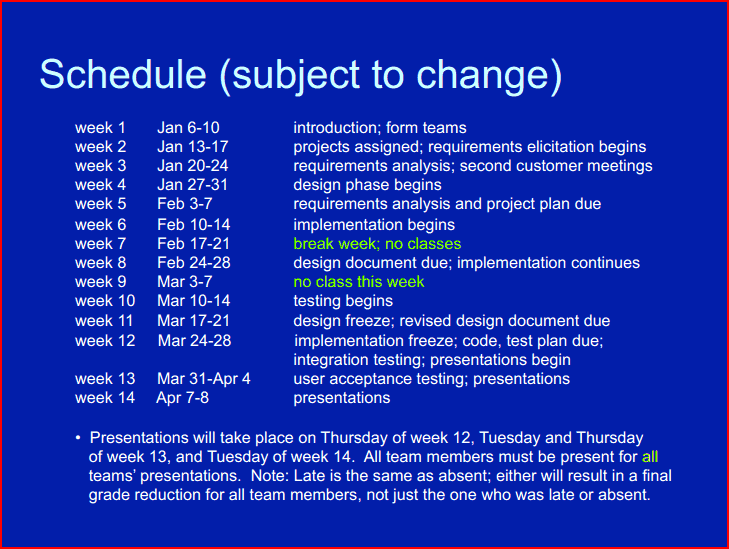 Schedule (subject to change)
week 1 Jan 6-10 introduction; form teams
week 2 Jan 13-17 projects assigned; requirements elicitation begins
week 3 Jan 20-24 requirements analysis; second customer meetings
week 4 Jan 27-31 design phase begins
week 5 Feb 3-7 requirements analysis and project plan due
week 6 Feb 10-14 implementation begins
week 7 Feb 17-21 break week; no classes
week 8 Feb 24-28 design document due; implementation continues
week 9 Mar 3-7 no class this week
week 10 Mar 10-14 testing begins
week 11 Mar 17-21 design freeze; revised design document due
week 12 Mar 24-28 implementation freeze; code, test plan due;
integration testing; presentations begin
week 13 Mar 31-Apr 4 user acceptance testing; presentations
week 14 Apr 7-8 presentations
• Presentations will take place on Thursday of week 12, Tuesday and Thursday
of week 13, and Tuesday of week 14. All team members must be present for all
teams' presentations. Note: Late is the same as absent; either will result in a final
grade reduction for all team members, not just the one who was late or absent.